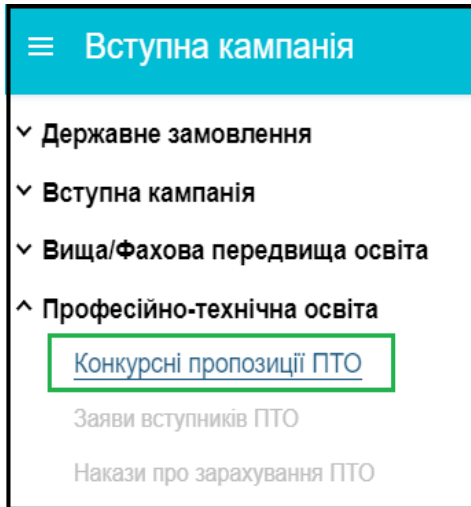 Вступна кампанія
Державне замовлення
Вступна кампанія
Вища/Фахова передвища освіта
Професійно-технічна освіта
Конкурсні пропозиції ПТО
Заяви вступників ПТО
Накази про зарахування ПТО